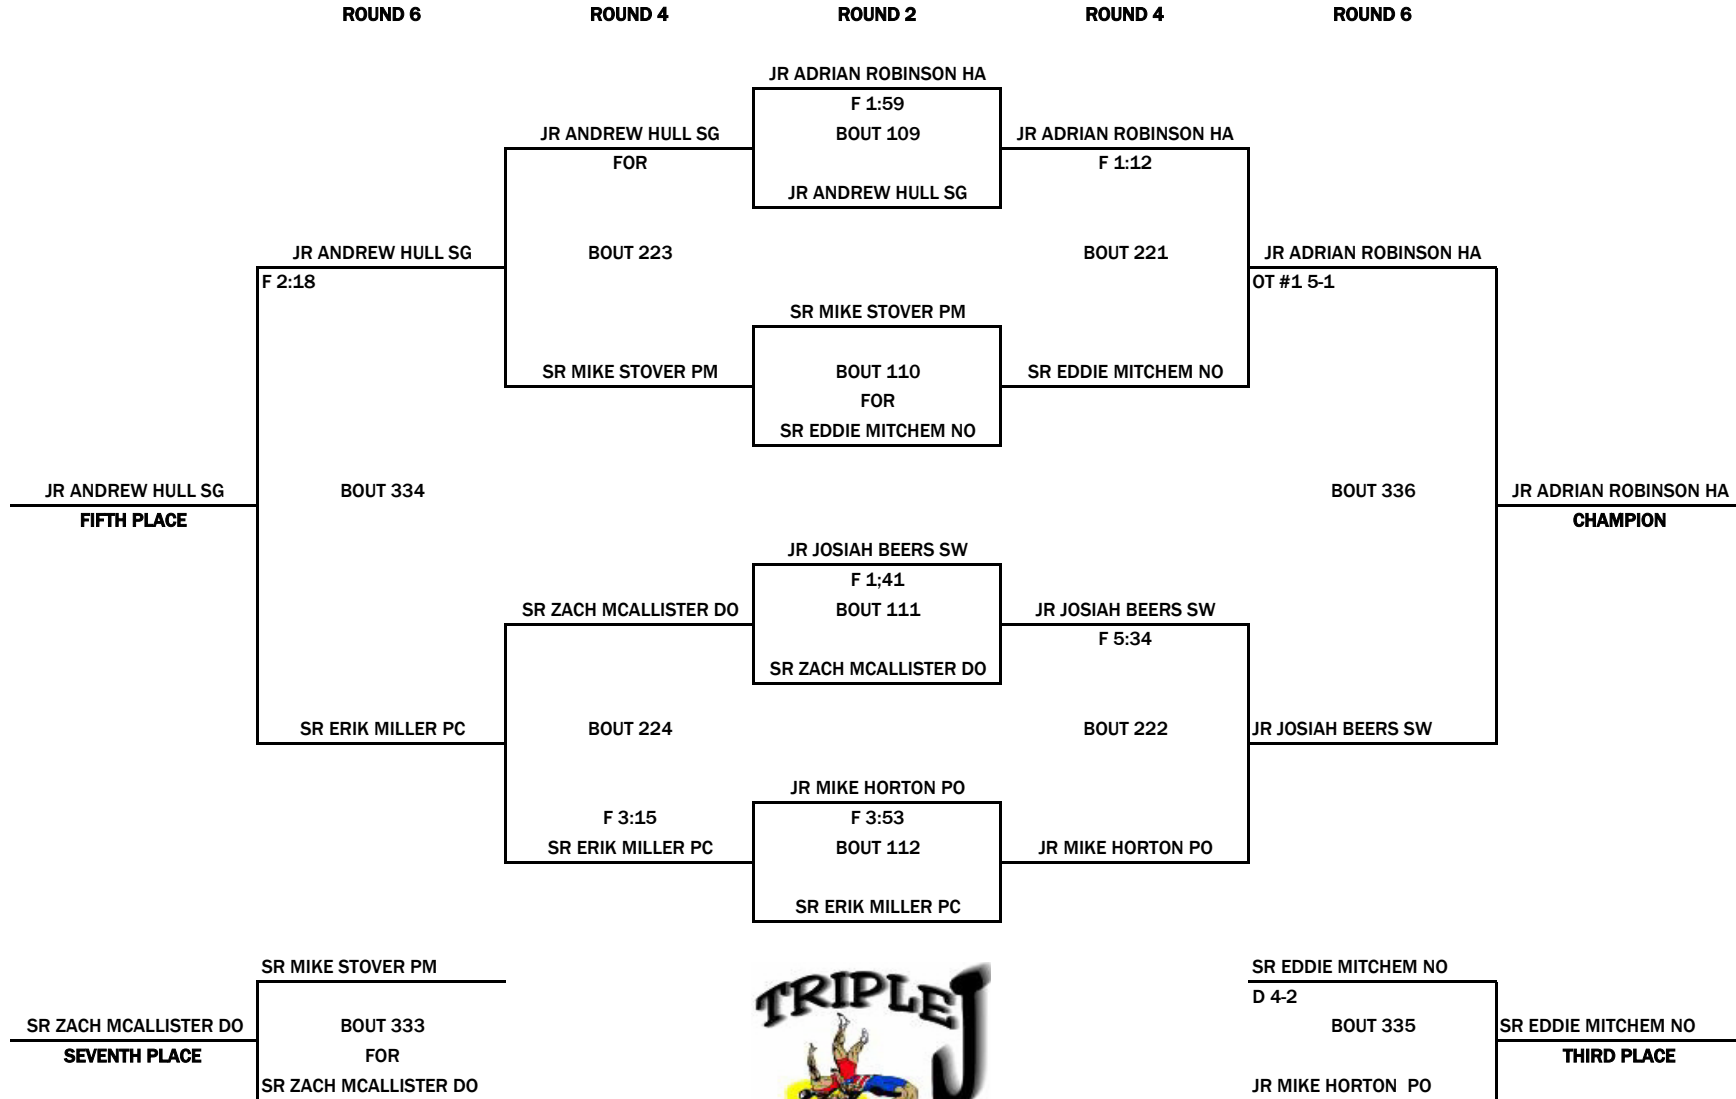 ROUND 6 ROUND 4 ROUND 2 ROUND 4 ROUND 6
JR ADRIAN ROBINSON HA
F 1:59
JR ANDREW HULL SG BOUT 109 JR ADRIAN ROBINSON HA
FOR F 1:12
JR ANDREW HULL SG
JR ANDREW HULL SG BOUT 223 BOUT 221 JR ADRIAN ROBINSON HA
F 2:18 OT #1 5-1
SR MIKE STOVER PM
SR MIKE STOVER PM BOUT 110 SR EDDIE MITCHEM NO
FOR
SR EDDIE MITCHEM NO
JR ANDREW HULL SG BOUT 334 BOUT 336 JR ADRIAN ROBINSON HA
FIFTH PLACE CHAMPION
JR JOSIAH BEERS SW
F 1;41
SR ZACH MCALLISTER DO BOUT 111 JR JOSIAH BEERS SW
F 5:34
SR ZACH MCALLISTER DO
SR ERIK MILLER PC BOUT 224 BOUT 222 JR JOSIAH BEERS SW
JR MIKE HORTON PO
F 3:15 F 3:53
SR ERIK MILLER PC BOUT 112 JR MIKE HORTON PO
SR ERIK MILLER PC
SR MIKE STOVER PM SR EDDIE MITCHEM NO
D 4-2
TRIPLE J
SR ZACH MCALLISTER DO BOUT 333 BOUT 335 SR EDDIE MITCHEM NO
SEVENTH PLACE FOR THIRD PLACE
SR ZACH MCALLISTER DO JR MIKE HORTON PO